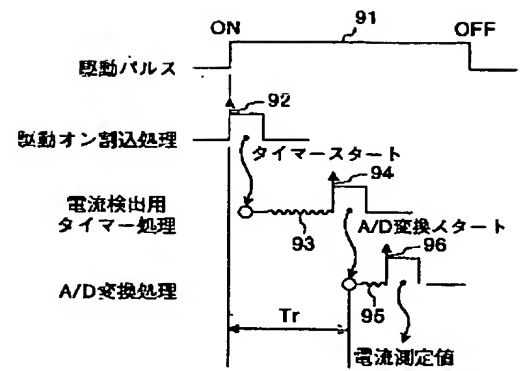 ON 91 OFF
駆動パルス
92
駆動オン割込処理
タイマースタート
電流検出用
タイマー処理
94
93
A/D変換スタート
96
A/D変換処理
95
Tr
電流測定値